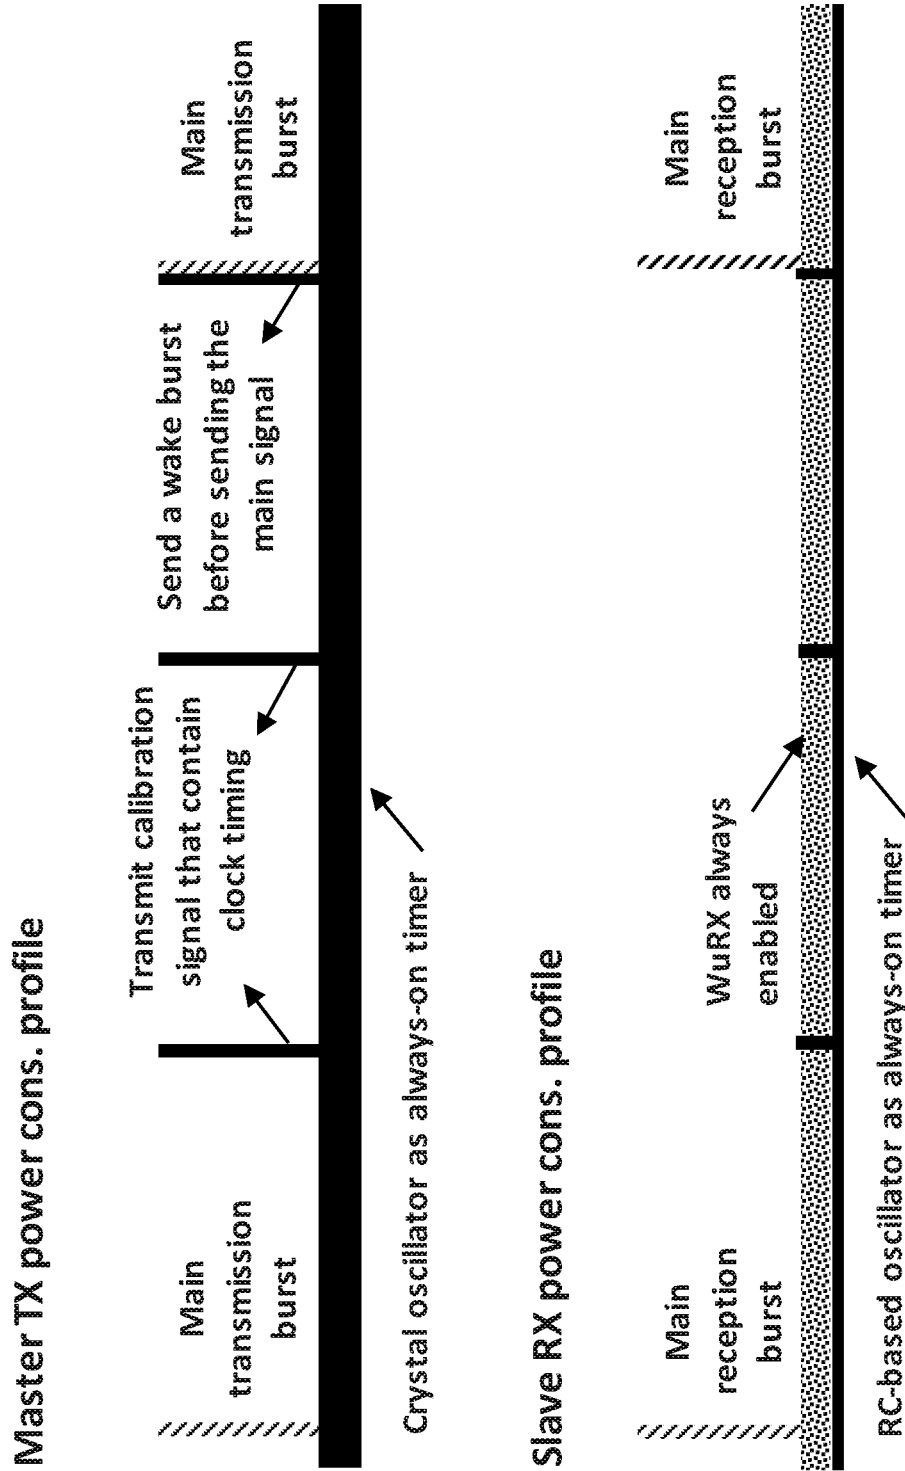 Master TX power cons. profile
Main
transmission
burst
Transmit calibration
signal that contain
clock timing
Send a wake burst
before sending the
main signal
Main
transmission
burst
Crystal oscillator as always-on timer
Slave RX power cons. profile
Main
reception
burst
WuRX always
enabled
Main
reception
burst
RC-based oscillator as always-on timer